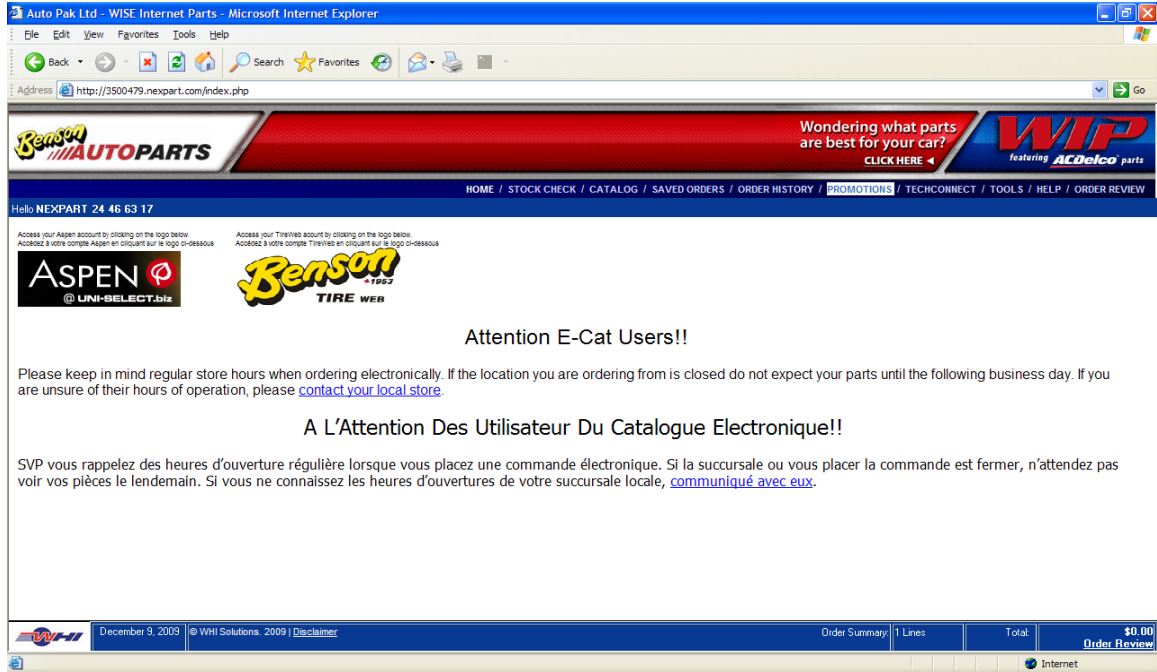 Auto Pak Ltd - WISE Internet Parts - Microsoft Internet Explorer
File Edit View Favorites Tools Help
Back Search Favorites
Address http://3500479.nexpart.com/index.php Go
Benson AUTOPARTS
Wondering what parts
are best for your car?
CLICK HERE
WIP
featuring ACDelco parts
HOME / STOCK CHECK / CATALOG / SAVED ORDERS / ORDER HISTORY / PROMOTIONS / TECHCONNECT / TOOLS / HELP / ORDER REVIEW
Hello NEXPART 24 46 63 17
Access your Aspen account by clicking on the logo below.
Accédez à votre compte Aspen en cliquant sur le logo ci-dessous
Access your TireWeb acount by clicking on the logo below.
Accédez à votre compte TireWeb en cliquant sur le logo ci-dessous
ASPEN
@ UNI-SELECT.biz
Benson
1953
TIRE WEB
Attention E-Cat Users!!
Please keep in mind regular store hours when ordering electronically. If the location you are ordering from is closed do not expect your parts until the following business day. If you
are unsure of their hours of operation, please contact your local store.
A L'Attention Des Utilisateur Du Catalogue Electronique!!
SVP vous rappelez des heures d'ouverture régulière lorsque vous placez une commande électronique. Si la succursale ou vous placer la commande est fermer, n'attendez pas
voir vos pièces le lendemain. Si vous ne connaissez les heures d'ouvertures de votre succursale locale, communiqué avec eux.
WHI
December 9, 2009 © WHI Solutions. 2009 | Disclaimer
Order Summary: 1 Lines Total: $0.00
Order Review
Internet